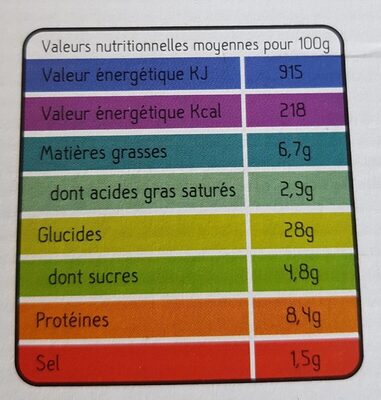 Valeurs nutritionnelles moyennes pour 100g
Valeur énergétique KJ 915
Valeur énergétique Kcal 218
Matières grasses 6,7g
dont acides gras saturés 2,9g
Glucides 28g
dont sucres 4,8g
Protéines 8,4g
Sel 1,5g